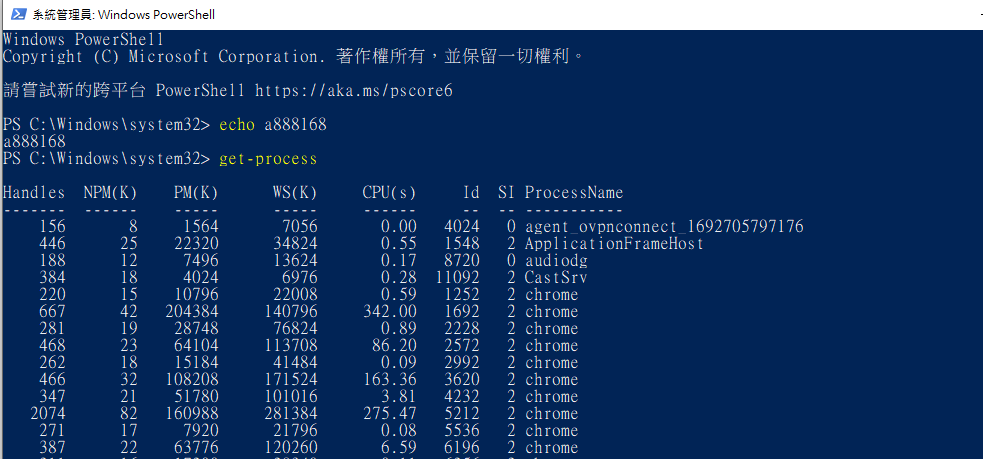 系統管理員: Windows PowerShell
Windows PowerShell
Copyright (C) Microsoft Corporation. 著作權所有，並保留一切權利。
請嘗試新的跨平台 PowerShell https://aka.ms/pscore6
PS C:\Windows\system32> echo a888168
a888168
PS C:\Windows\system32> get-process
Handles NPM(K) PM(K) WS(K) CPU(s) Id SI ProcessName
------- ------ ----- ----- ------ -- -- -----------
156 8 1564 7056 0.00 4024 0 agent_ovpnconnect_1692705797176
446 25 22320 34824 0.55 1548 2 ApplicationFrameHost
188 12 7496 13624 0.17 8720 0 audiodg
384 18 4024 6976 0.28 11092 2 CastSrv
220 15 10796 22008 0.59 1252 2 chrome
667 42 204384 140796 342.00 1692 2 chrome
281 19 28748 76824 0.89 2228 2 chrome
468 23 64104 113708 86.20 2572 2 chrome
262 18 15184 41484 0.09 2992 2 chrome
466 32 108208 171524 163.36 3620 2 chrome
347 21 51780 101016 3.81 4232 2 chrome
2074 82 160988 281384 275.47 5212 2 chrome
271 17 7920 21796 0.08 5536 2 chrome
387 22 63776 120260 6.59 6196 2 chrome